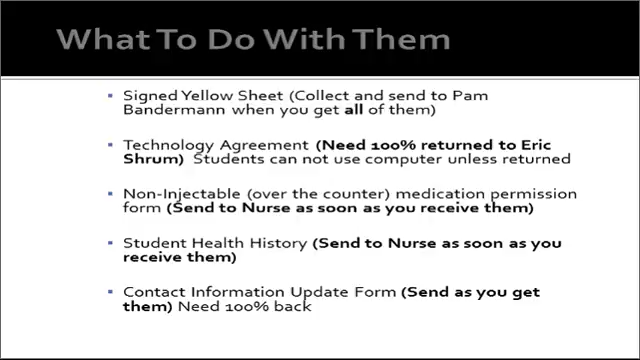 What To Do With Them
▪ Signed Yellow Sheet (Collect and send to Pam
Bandermann when you get all of them)
▪ Technology Agreement (Need 100% returned to Eric
Shrum) Students can not use computer unless returned
▪ Non-Injectable (over the counter) medication permission
form (Send to Nurse as soon as you receive them)
▪ Student Health History (Send to Nurse as soon as you
receive them)
▪ Contact Information Update Form (Send as you get
them) Need 100% back